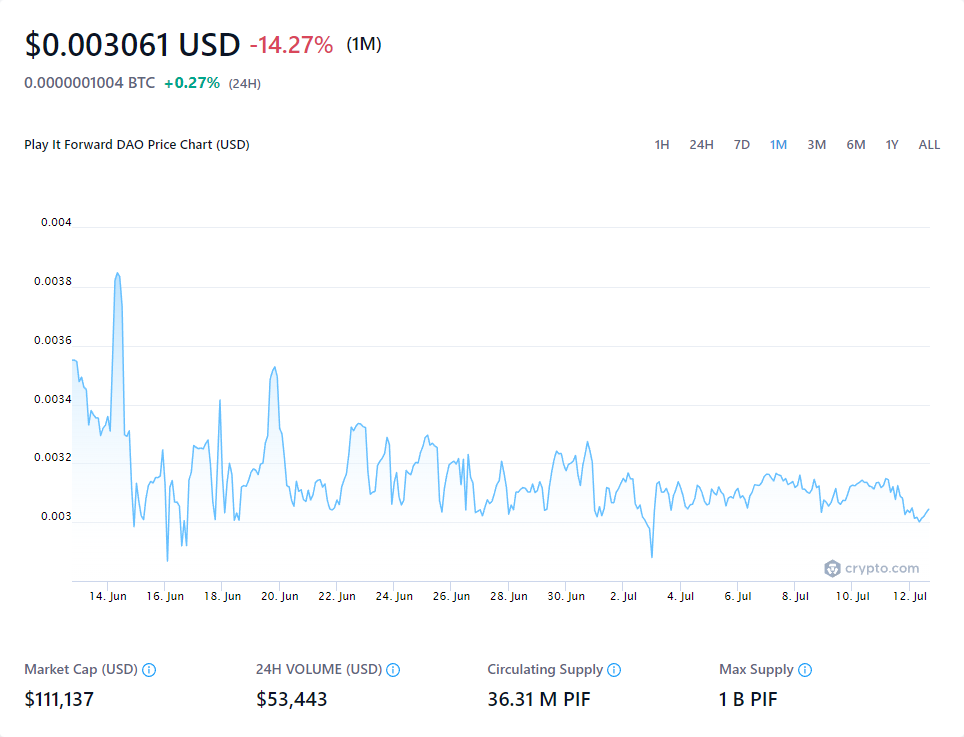 $0.003061 USD -14.27% (1M)
0.0000001004 BTC +0.27% (24H)
Play It Forward DAO Price Chart (USD) 1H 24H 7D 1M 3M 6M 1Y ALL
0.004
0.0038
0.0036
0.0034
0.0032
0.003
crypto.com
14. Jun 16. Jun 18. Jun 20. Jun 22. Jun 24. Jun 26. Jun 28. Jun 30. Jun 2. Jul 4. Jul 6. Jul 8. Jul 10. Jul 12. Jul
Market Cap (USD) 24H VOLUME (USD) Circulating Supply Max Supply
$111,137 $53,443 36.31 M PIF 1 B PIF